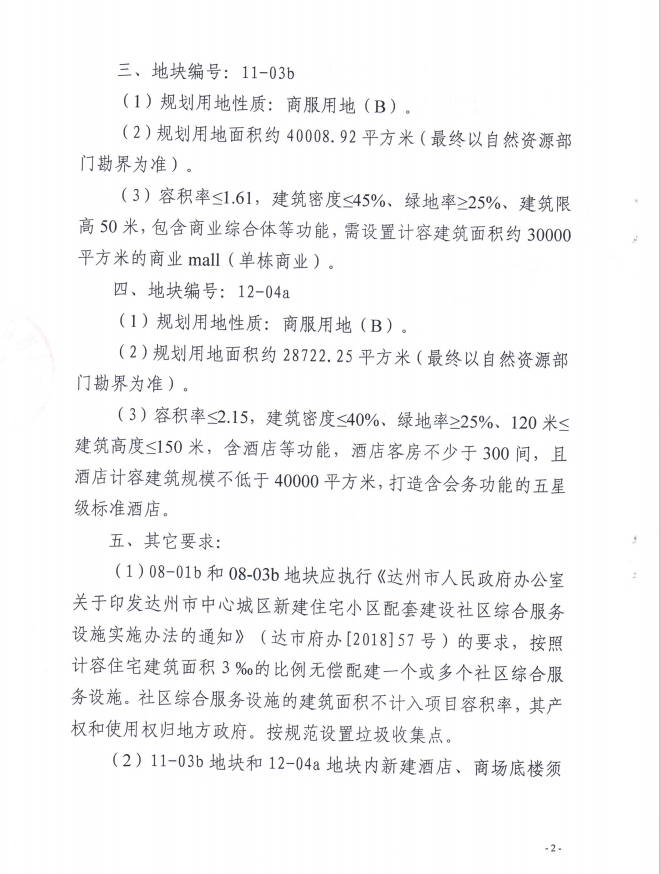 三、地块编号：11-03b
（1）规划用地性质：商服用地（B）。
（2）规划用地面积约 40008.92 平方米（最终以自然资源部
门勘界为准）。
（3）容积率≤1.61，建筑密度≤45%、绿地率≥25%、建筑限
高 50 米，包含商业综合体等功能，需设置计容建筑面积约 30000
平方米的商业 mall（单栋商业）。
四、地块编号：12-04a
（1）规划用地性质：商服用地（B）。
（2）规划用地面积约 28722.25 平方米（最终以自然资源部
门勘界为准）。
（3）容积率≤2.15，建筑密度≤40%、绿地率≥25%、120 米≤
建筑高度≤150 米，含酒店等功能，酒店客房不少于 300 间，且
酒店计容建筑规模不低于 40000 平方米，打造含会务功能的五星
级标准酒店。
五、其它要求：
（1）08-01b 和 08-03b 地块应执行《达州市人民政府办公室
关于印发达州市中心城区新建住宅小区配套建设社区综合服务
设施实施办法的通知》（达市府办[2018]57 号）的要求，按照
计容住宅建筑面积 3‰的比例无偿配建一个或多个社区综合服
务设施。社区综合服务设施的建筑面积不计入项目容积率，其产
权和使用权归地方政府。按规范设置垃圾收集点。
（2）11-03b 地块和 12-04a 地块内新建酒店、商场底楼须
- 2 -